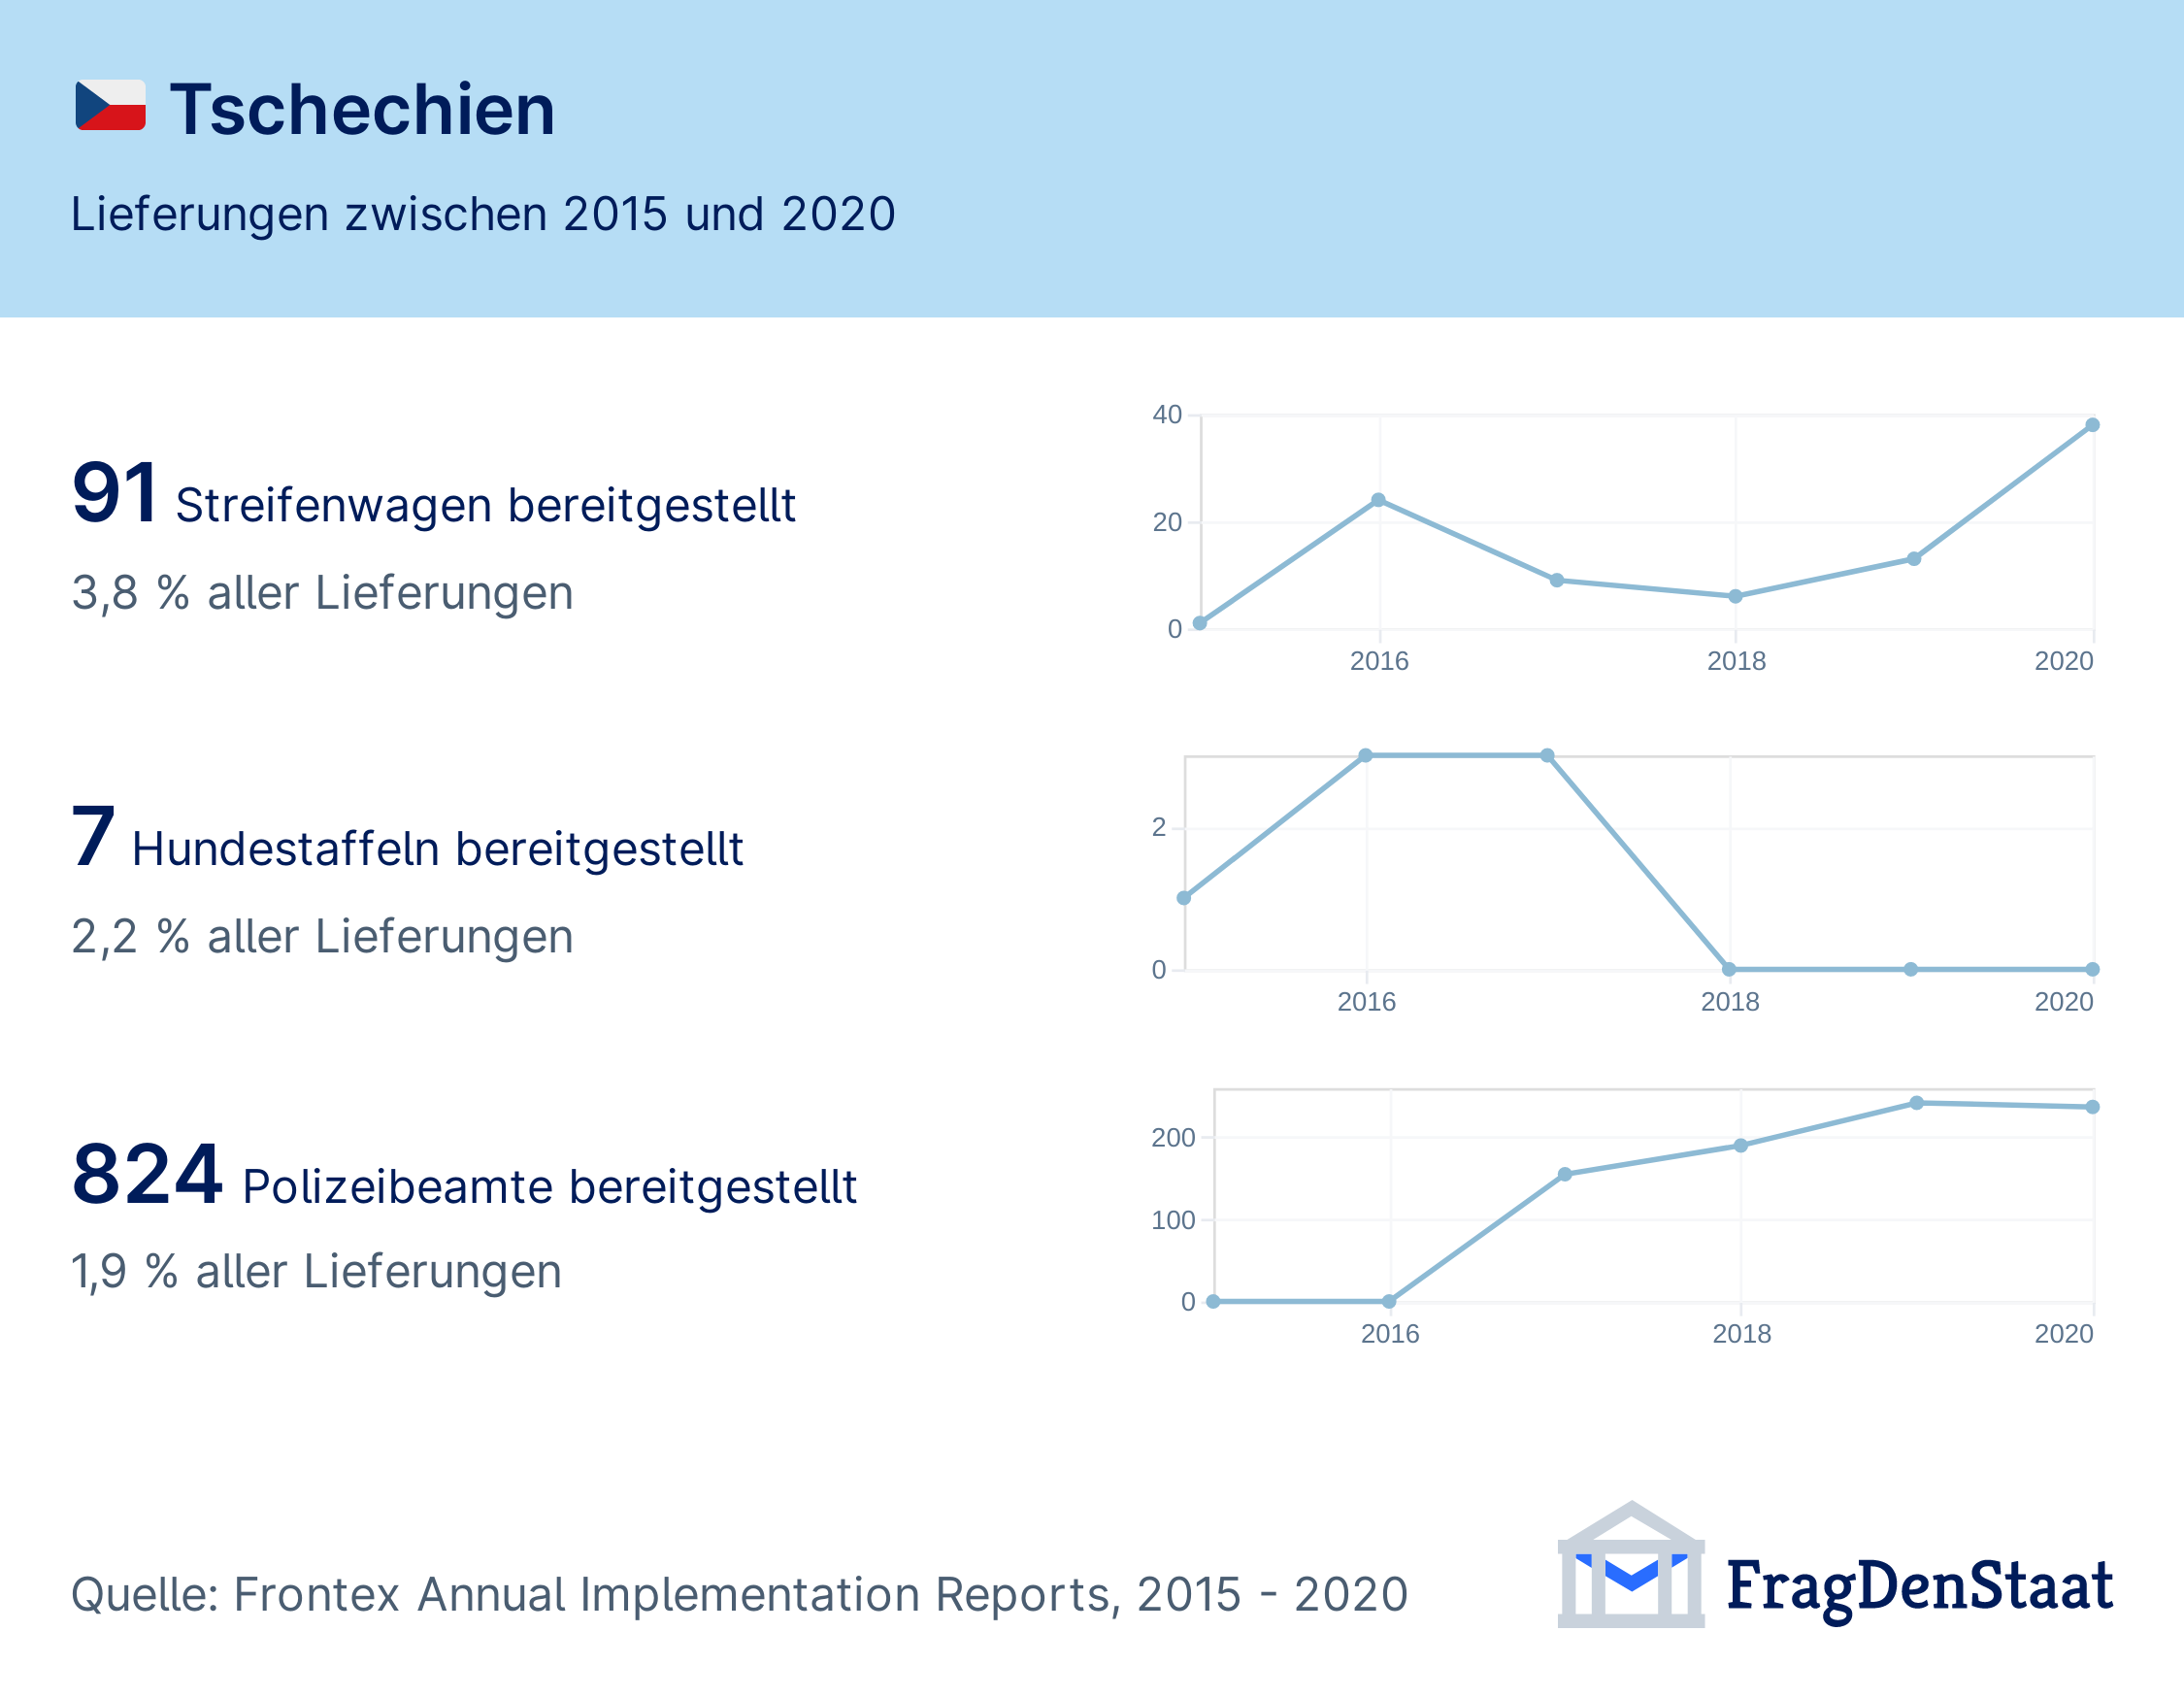 Tschechien
Lieferungen zwischen 2015 und 2020
91 Streifenwagen bereitgestellt
3,8 % aller Lieferungen
40
20
0
2016 2018 2020
7 Hundestaffeln bereitgestellt
2,2 % aller Lieferungen
2
0
2016 2018 2020
824 Polizeibeamte bereitgestellt
1,9 % aller Lieferungen
200
100
0
2016 2018 2020
Quelle: Frontex Annual Implementation Reports, 2015 - 2020
FragDenStaat